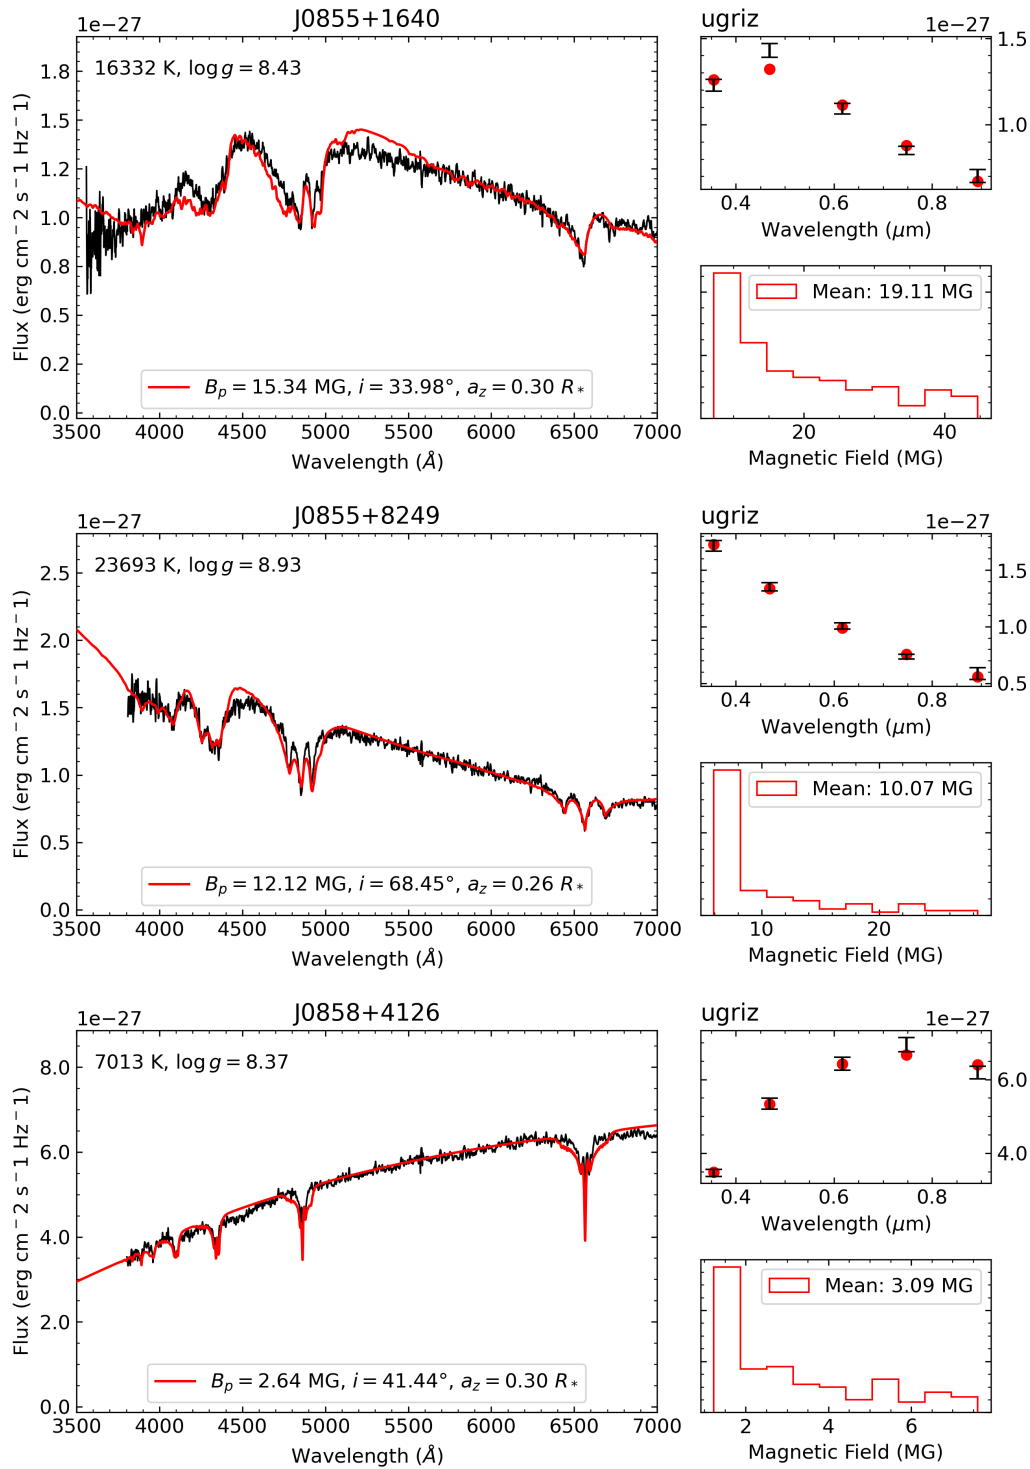 J0855+1640
1e−27
16332 K, log g = 8.43
1.8
1.5
1.2
1.0
0.8
0.5
0.2
0.0
Flux (erg cm−2 s−1 Hz−1)
B_p = 15.34 MG, i = 33.98°, a_z = 0.30 R_*
3500 4000 4500 5000 5500 6000 6500 7000
Wavelength (Å)
ugriz
1e−27
1.5
1.0
0.4 0.6 0.8
Wavelength (μm)
Mean: 19.11 MG
20 40
Magnetic Field (MG)
J0855+8249
1e−27
23693 K, log g = 8.93
2.5
2.0
1.5
1.0
0.5
0.0
Flux (erg cm−2 s−1 Hz−1)
B_p = 12.12 MG, i = 68.45°, a_z = 0.26 R_*
3500 4000 4500 5000 5500 6000 6500 7000
Wavelength (Å)
ugriz
1e−27
1.5
1.0
0.5
0.4 0.6 0.8
Wavelength (μm)
Mean: 10.07 MG
10 20
Magnetic Field (MG)
J0858+4126
1e−27
7013 K, log g = 8.37
8.0
6.0
4.0
2.0
0.0
Flux (erg cm−2 s−1 Hz−1)
B_p = 2.64 MG, i = 41.44°, a_z = 0.30 R_*
3500 4000 4500 5000 5500 6000 6500 7000
Wavelength (Å)
ugriz
1e−27
6.0
4.0
0.4 0.6 0.8
Wavelength (μm)
Mean: 3.09 MG
2 4 6
Magnetic Field (MG)